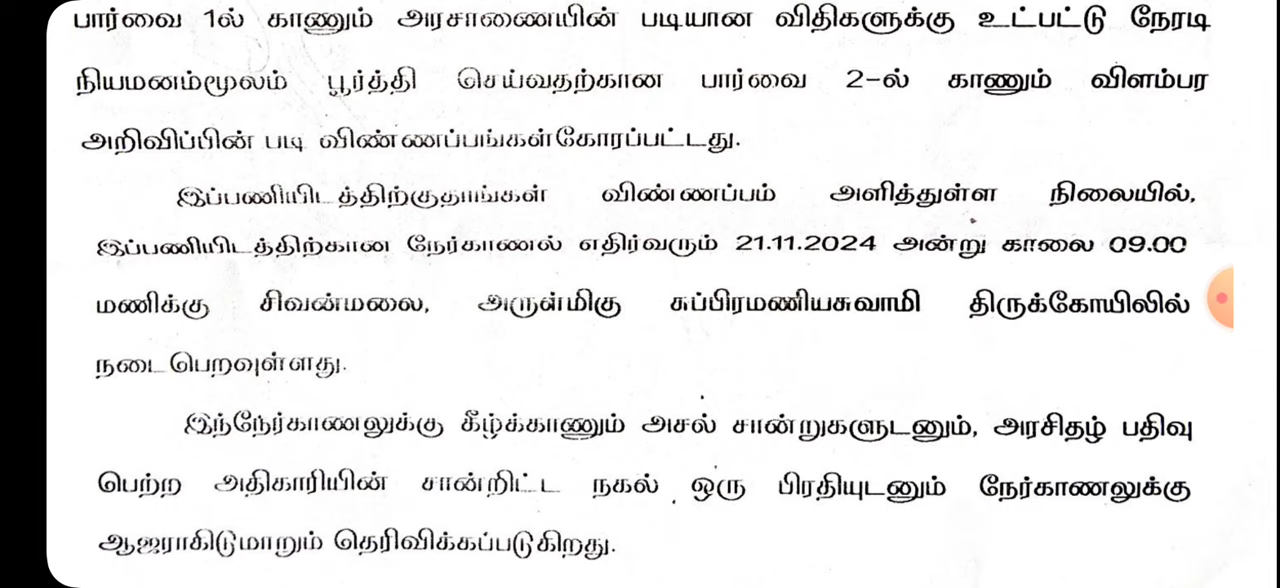 பார்வை 1ல் காணும் அரசாணையின் படியான விதிகளுக்கு உட்பட்டு நேரடி
நியமனம்மூலம் பூர்த்தி செய்வதற்கான பார்வை 2-ல் காணும் விளம்பர
அறிவிப்பின் படி விண்ணப்பங்கள்கோரப்பட்டது.
இப்பணியிடத்திற்குதாங்கள் விண்ணப்பம் அளித்துள்ள நிலையில்,
இப்பணியிடத்திற்கான நேர்காணல் எதிர்வரும் 21.11.2024 அன்று காலை 09.00
மணிக்கு சிவன்மலை, அருள்மிகு சுப்பிரமணியசுவாமி திருக்கோயிலில்
நடைபெறவுள்ளது.
இந்நேர்காணலுக்கு கீழ்க்காணும் அசல் சான்றுகளுடனும், அரசிதழ் பதிவு
பெற்ற அதிகாரியின் சான்றிட்ட நகல் ஒரு பிரதியுடனும் நேர்காணலுக்கு
ஆஜராகிடுமாறும் தெரிவிக்கப்படுகிறது.